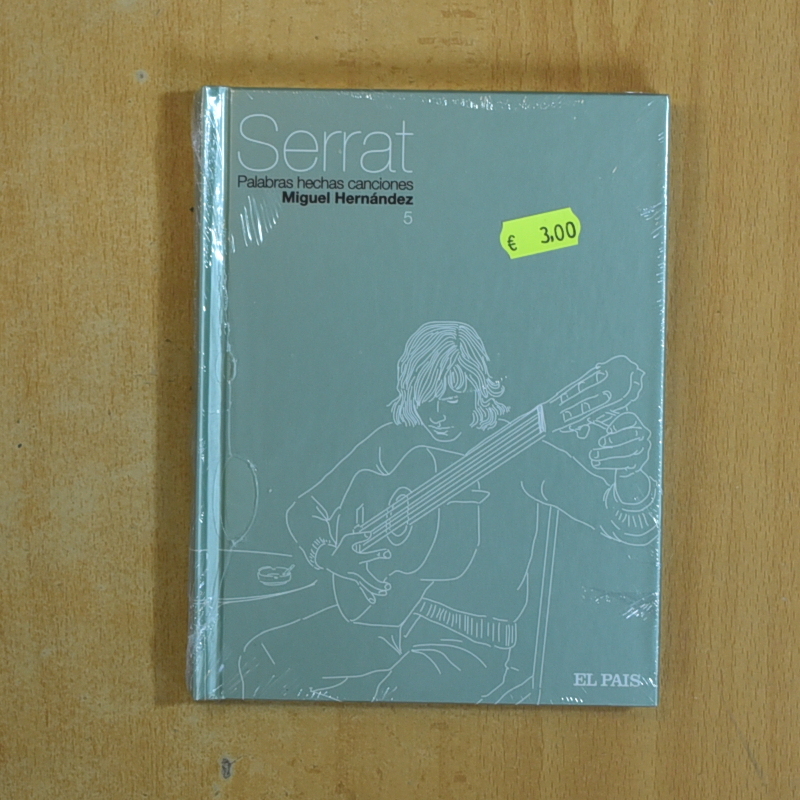 Serrat
Palabras hechas canciones
Miguel Hernández
5
€ 3,00
EL PAIS